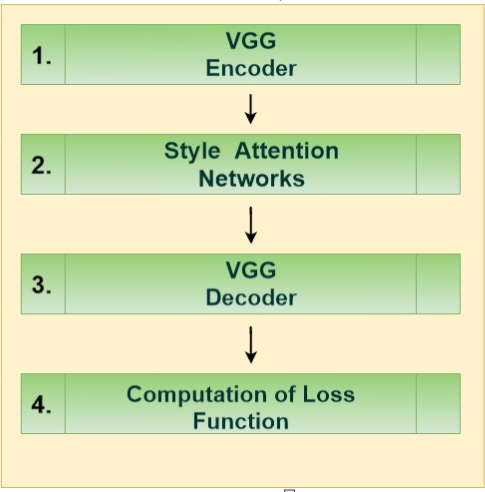 1.
VGG
Encoder
2.
Style Attention
Networks
3.
VGG
Decoder
4.
Computation of Loss
Function